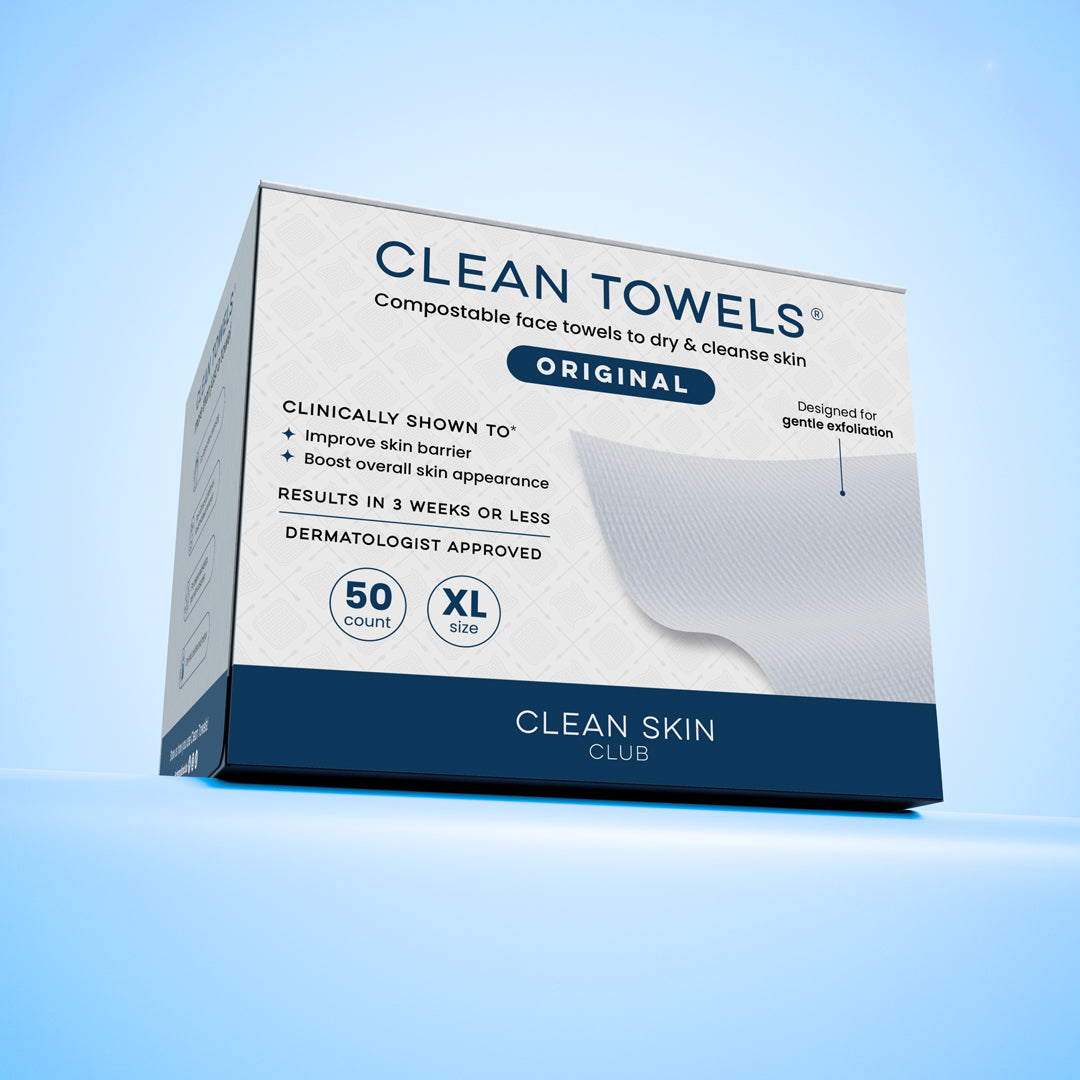 CLEAN TOWELS®
Compostable face towels to dry & cleanse skin
ORIGINAL
CLINICALLY SHOWN TO*
Improve skin barrier
Boost overall skin appearance
RESULTS IN 3 WEEKS OR LESS
DERMATOLOGIST APPROVED
50
count
XL
size
Designed for
gentle exfoliation
CLEAN SKIN
CLUB
CLEAN TOWELS